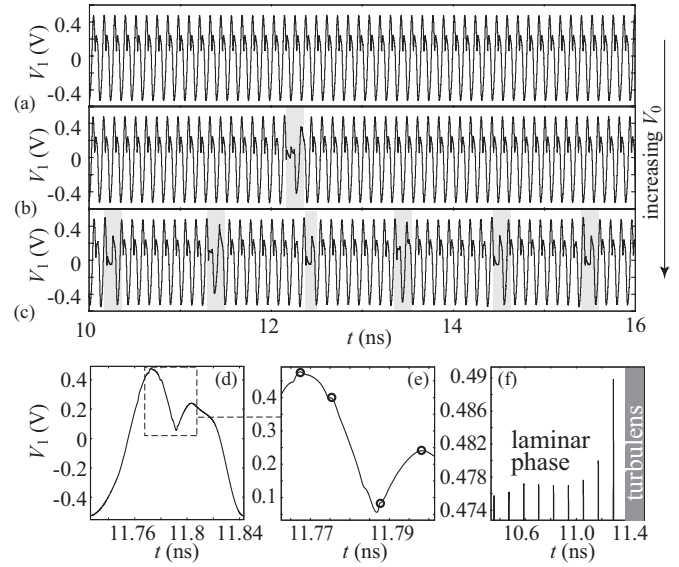 V1 (V)
0.4
0
-0.4
(a)
V1 (V)
0.4
0
-0.4
(b)
V1 (V)
0.4
0
-0.4
(c)
increasing V0
10
12
14
16
t (ns)
(d)
V1 (V)
0.4
0.2
0
-0.2
-0.4
11.76
11.8
11.84
t (ns)
(e)
0.4
0.3
0.2
0.1
11.77
11.79
t (ns)
(f)
0.49
0.482
0.478
0.474
laminar
phase
turbulens
10.6
11.0
11.4
t (ns)